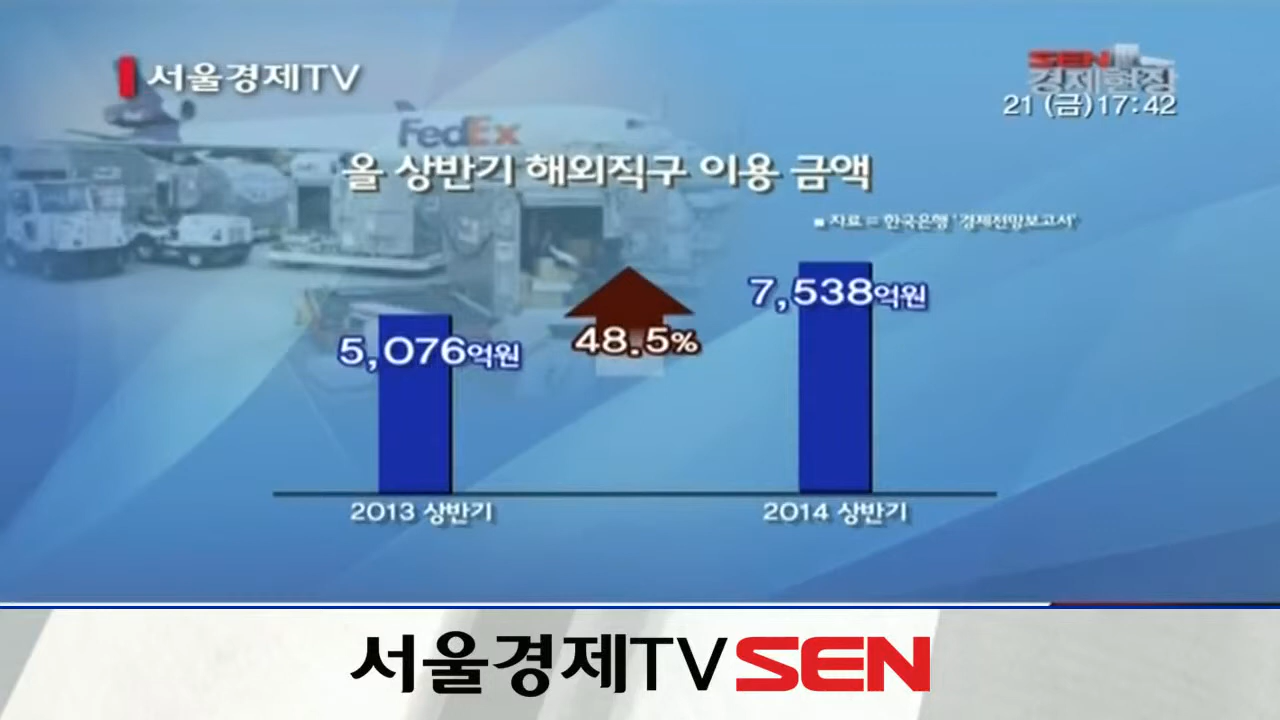 서울경제TV
SEN
경제현장
21 (금)17:42
FedEx
올 상반기 해외직구 이용 금액
■ 자료 = 한국은행 '경제전망보고서'
5,076억원
48.5%
7,538억원
2013 상반기
2014 상반기
서울경제TV SEN